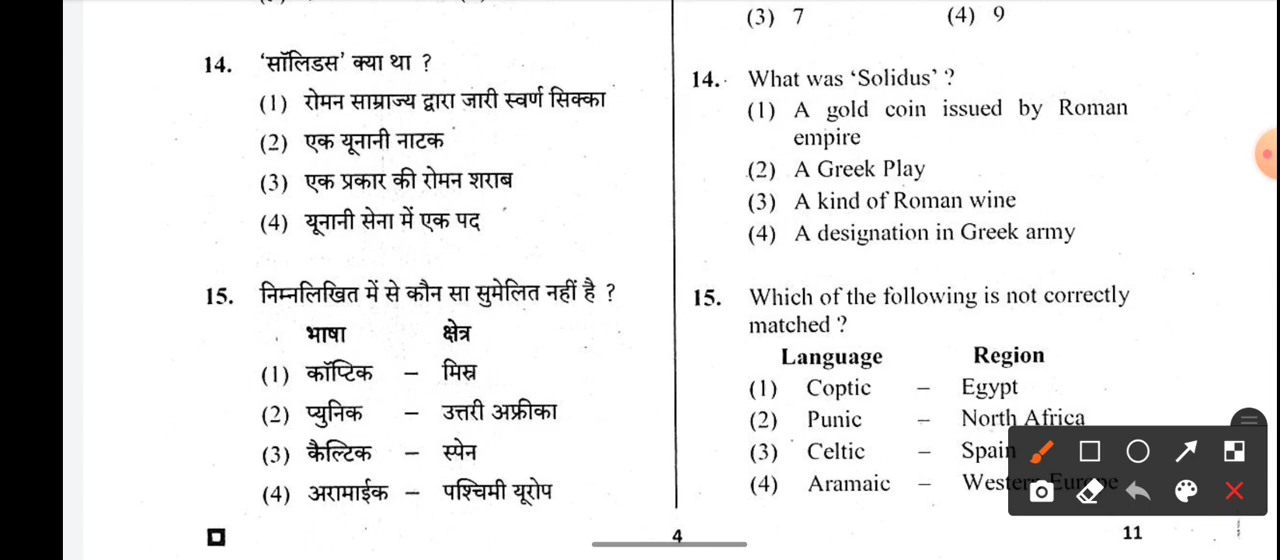 14. ‘सॉलिडस’ क्या था ?
(1) रोमन साम्राज्य द्वारा जारी स्वर्ण सिक्का
(2) एक यूनानी नाटक
(3) एक प्रकार की रोमन शराब
(4) यूनानी सेना में एक पद
15. निम्नलिखित में से कौन सा सुमेलित नहीं है ?
भाषा क्षेत्र
(1) कॉप्टिक – मिस्र
(2) प्युनिक – उत्तरी अफ्रीका
(3) कैल्टिक – स्पेन
(4) अरामाईक – पश्चिमी यूरोप
(3) 7 (4) 9
14. What was ‘Solidus’ ?
(1) A gold coin issued by Roman
empire
(2) A Greek Play
(3) A kind of Roman wine
(4) A designation in Greek army
15. Which of the following is not correctly
matched ?
Language Region
(1) Coptic – Egypt
(2) Punic – North Africa
(3) Celtic – Spain
(4) Aramaic – Western Europe
4 11